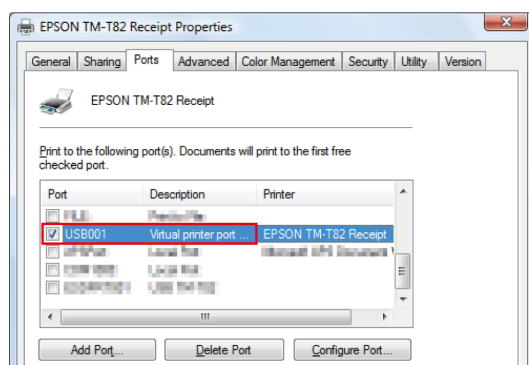 EPSON TM-T82 Receipt Properties
General Sharing Ports Advanced Color Management Security Utility Version
EPSON TM-T82 Receipt
Print to the following port(s). Documents will print to the first free
checked port.
Port Description Printer
USB001 Virtual printer port ... EPSON TM-T82 Receipt
Add Port... Delete Port Configure Port...